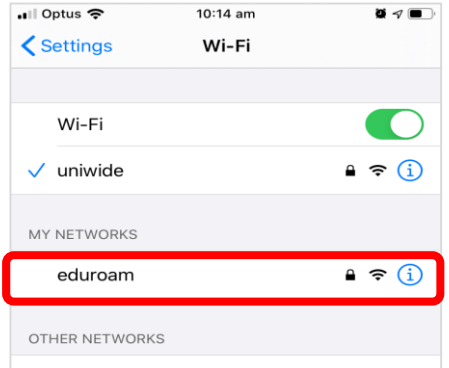 Optus 10:14 am
Settings Wi-Fi
Wi-Fi
uniwide
MY NETWORKS
eduroam
OTHER NETWORKS